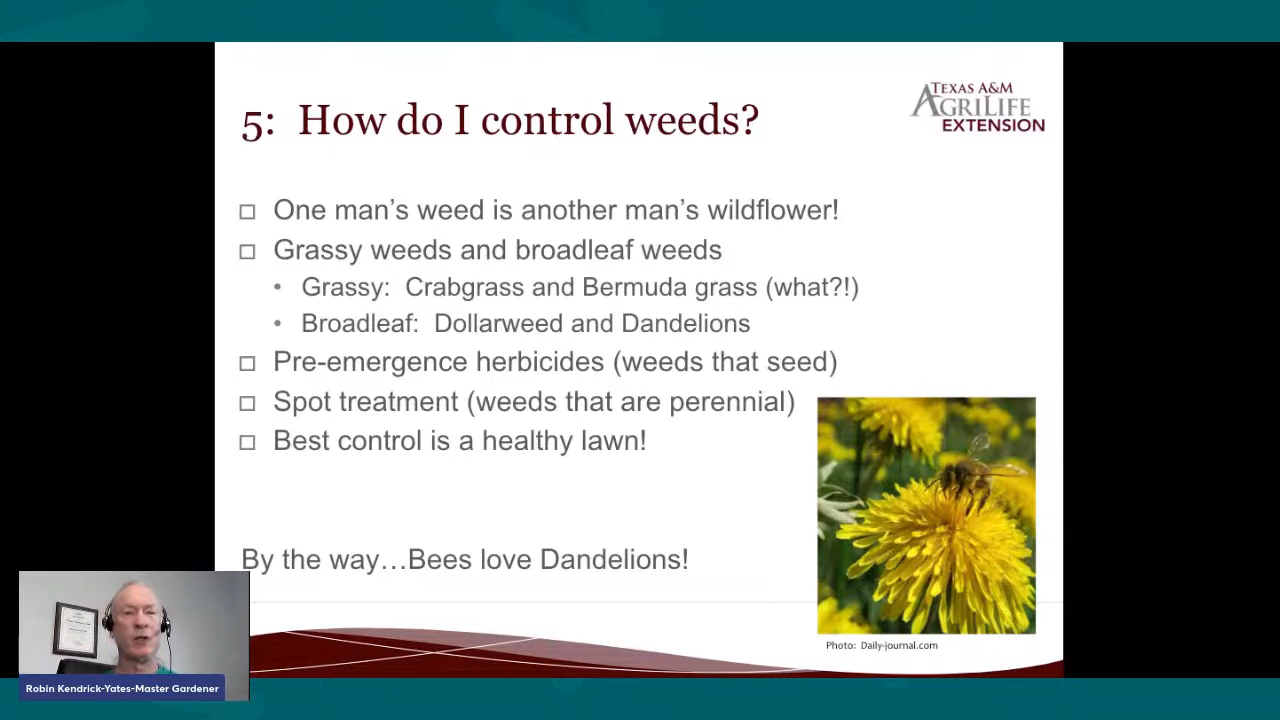 5: How do I control weeds?
TEXAS A&M
AGRILIFE
EXTENSION
□ One man's weed is another man's wildflower!
□ Grassy weeds and broadleaf weeds
• Grassy: Crabgrass and Bermuda grass (what?!)
• Broadleaf: Dollarweed and Dandelions
□ Pre-emergence herbicides (weeds that seed)
□ Spot treatment (weeds that are perennial)
□ Best control is a healthy lawn!
By the way…Bees love Dandelions!
Photo: Daily-journal.com
Robin Kendrick-Yates-Master Gardener